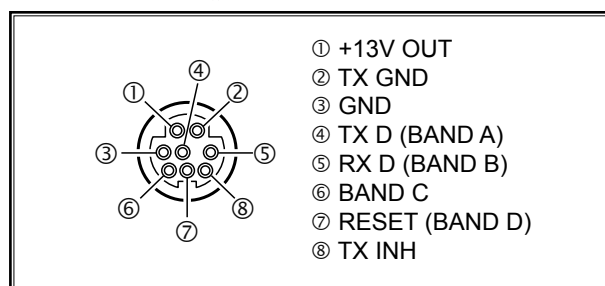 ① +13V OUT
② TX GND
③ GND
④ TX D (BAND A)
⑤ RX D (BAND B)
⑥ BAND C
⑦ RESET (BAND D)
⑧ TX INH
④
① ②
③ ⑤
⑥ ⑧
⑦